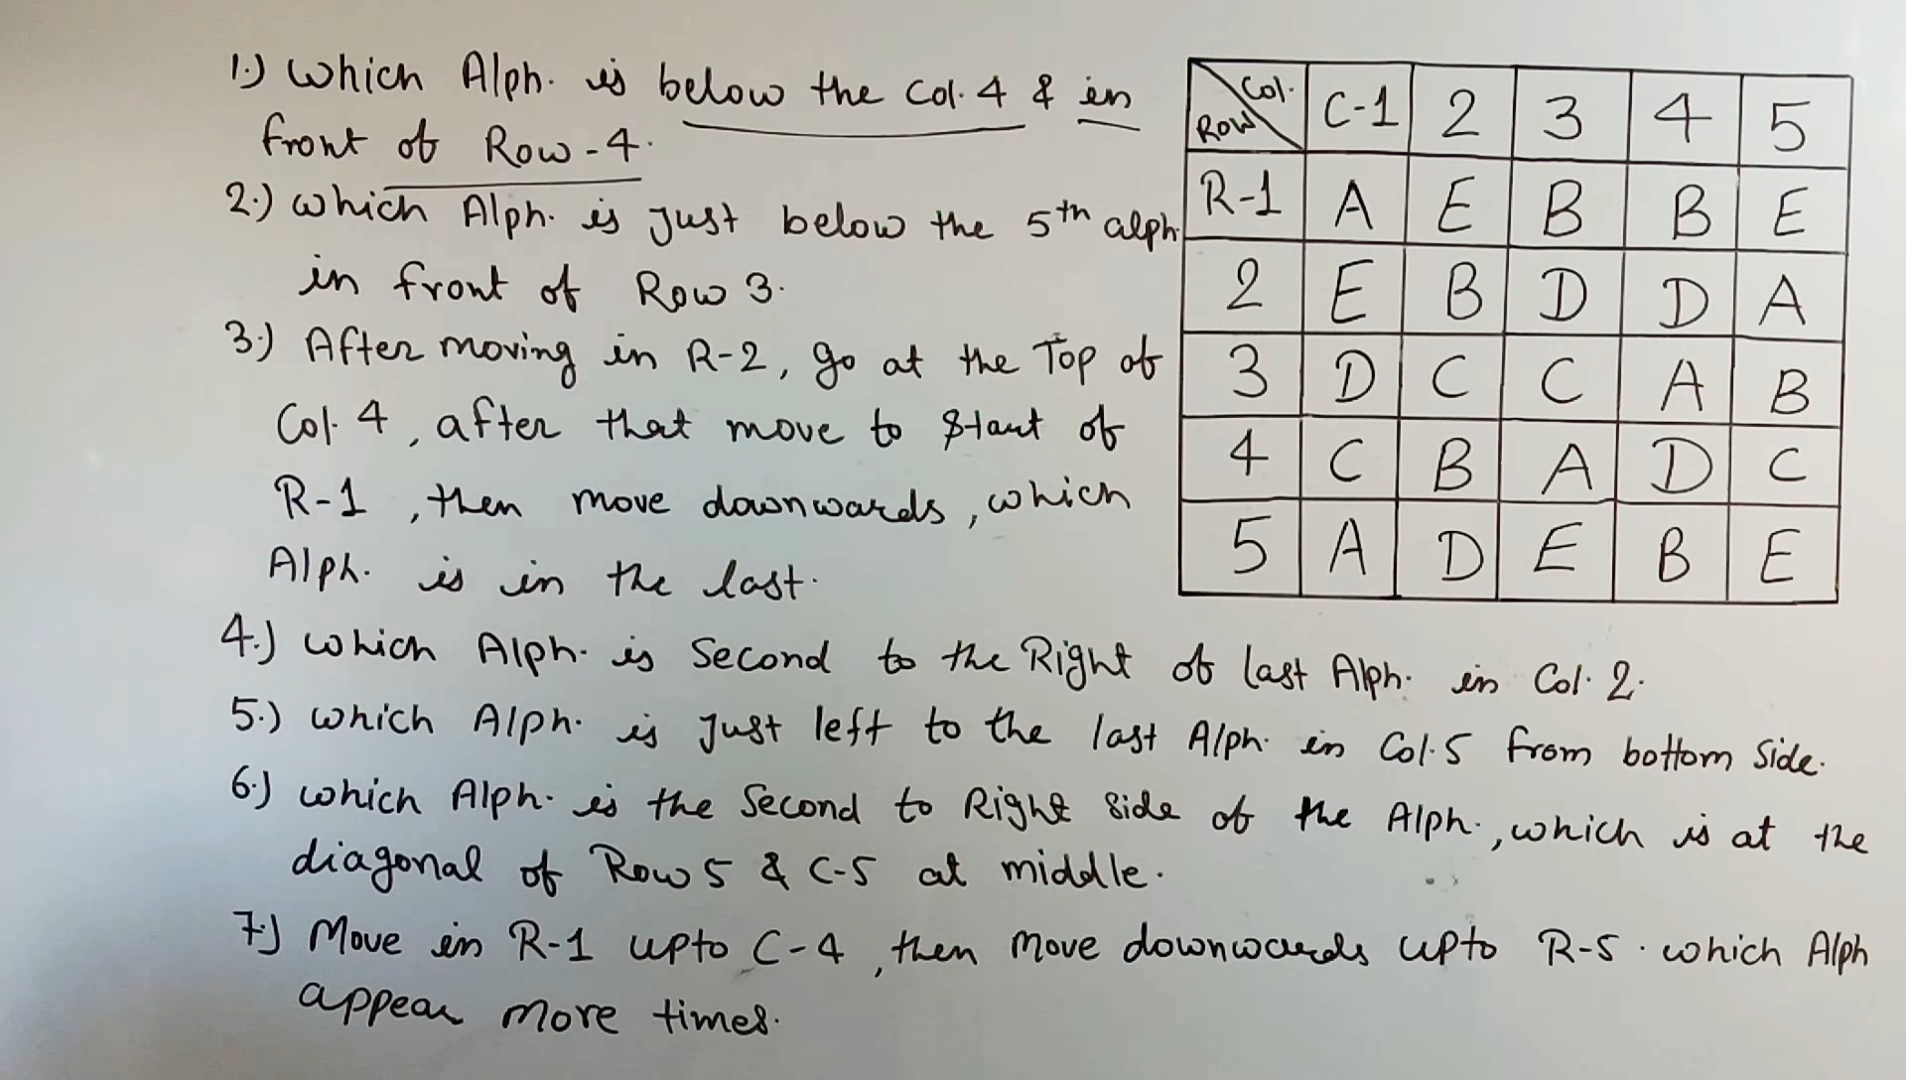 1.) Which Alph. is below the Col. 4 & in
front of Row-4.
2.) which Alph. is Just below the 5th alph.
in front of Row 3.
3.) After moving in R-2, go at the Top of
Col. 4, after that move to Start of
R-1, then move downwards, which
Alph. is in the last.
4.) which Alph. is Second to the Right of last Alph. in Col. 2.
5.) which Alph. is Just left to the last Alph. in Col. 5 from bottom Side.
6.) which Alph. is the Second to Right Side of the Alph., which is at the
diagonal of Row 5 & C-5 at middle.
7.) Move in R-1 upto C-4, then move downwards upto R-5. which Alph
appear more times.
Col. Row C-1 2 3 4 5
R-1 A E B B E
2 E B D D A
3 D C C A B
4 C B A D C
5 A D E B E